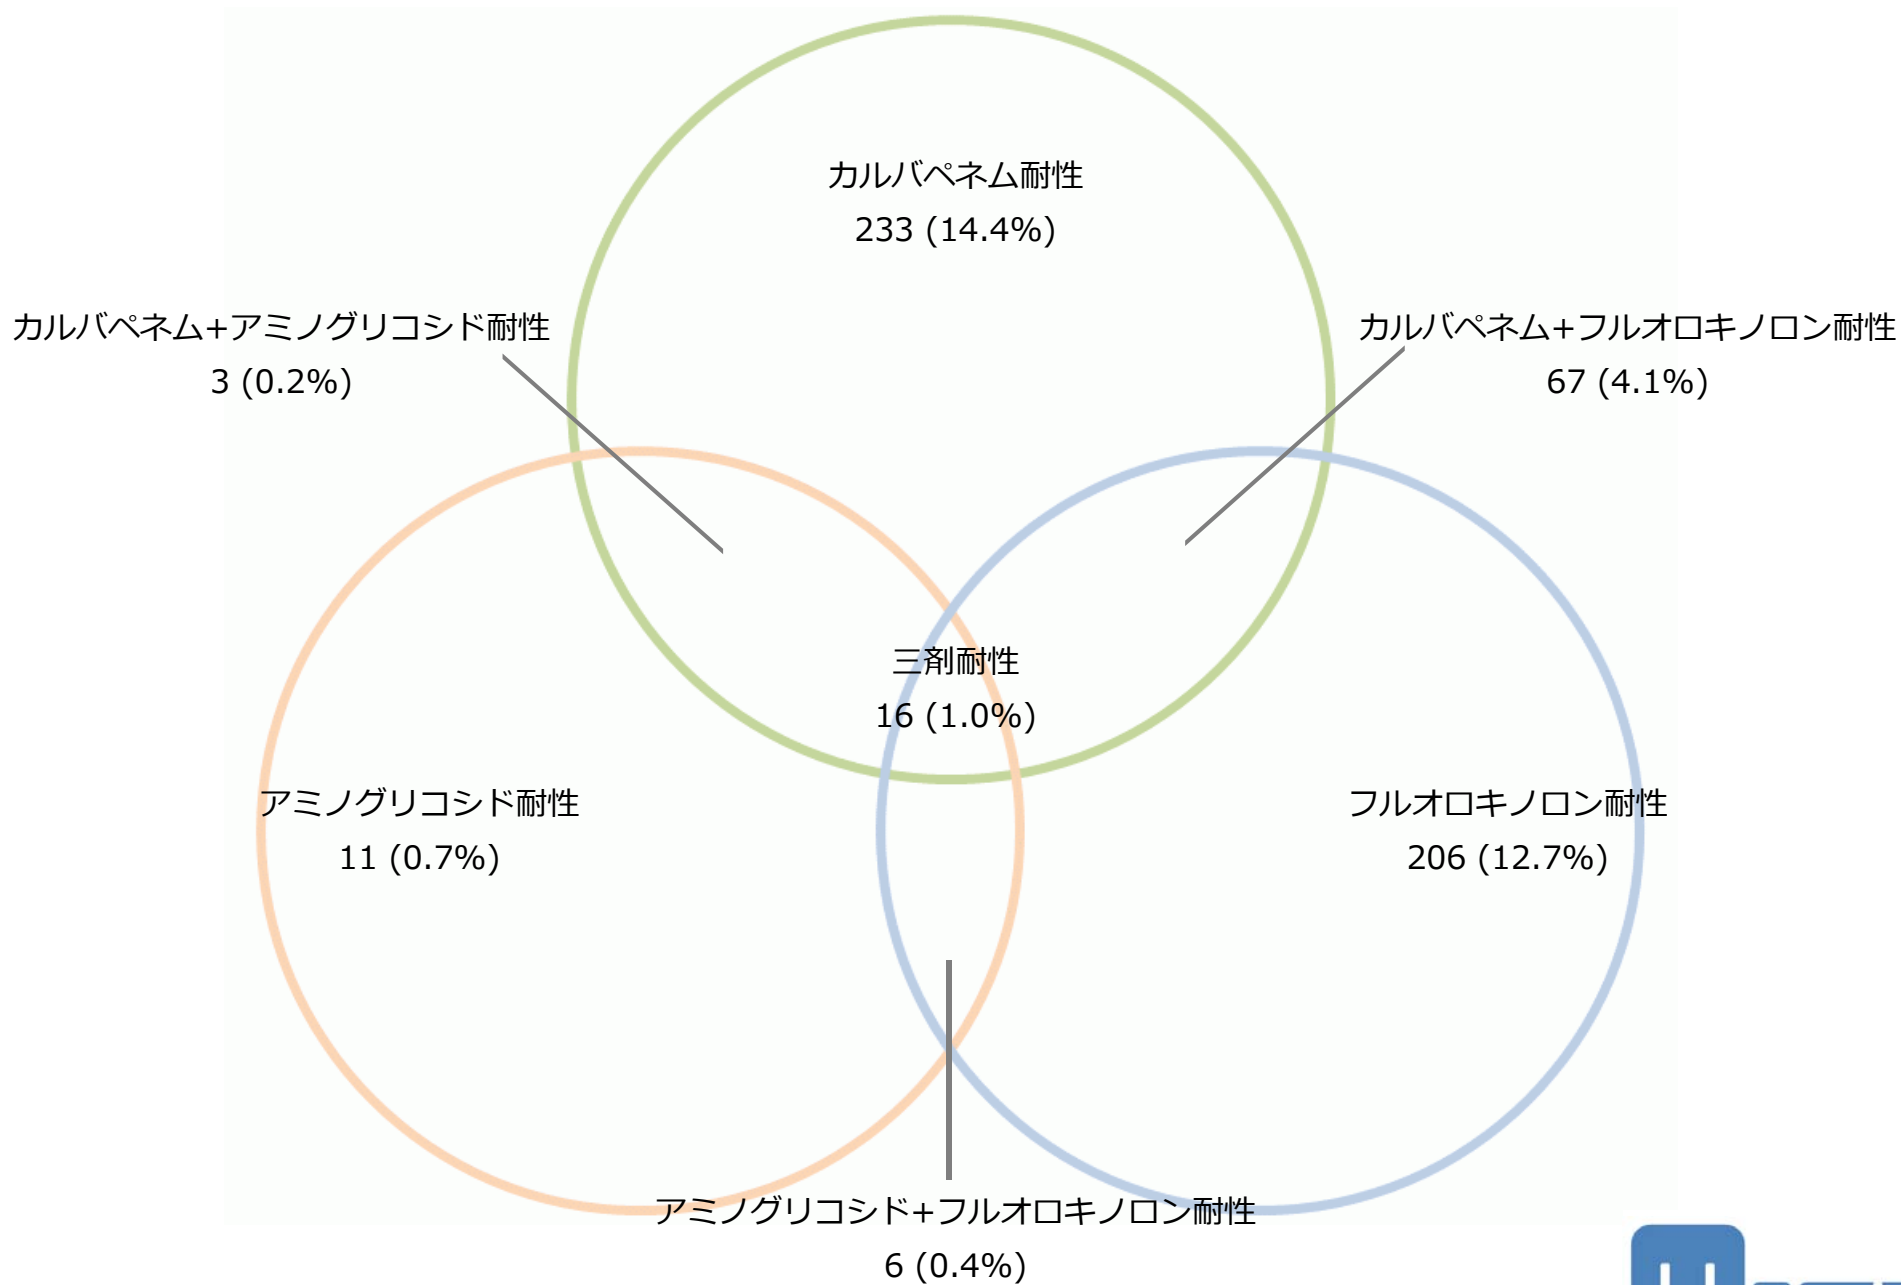 カルバペネム耐性
233 (14.4%)
カルバペネム+アミノグリコシド耐性
3 (0.2%)
カルバペネム+フルオロキノロン耐性
67 (4.1%)
三剤耐性
16 (1.0%)
アミノグリコシド耐性
11 (0.7%)
フルオロキノロン耐性
206 (12.7%)
アミノグリコシド+フルオロキノロン耐性
6 (0.4%)